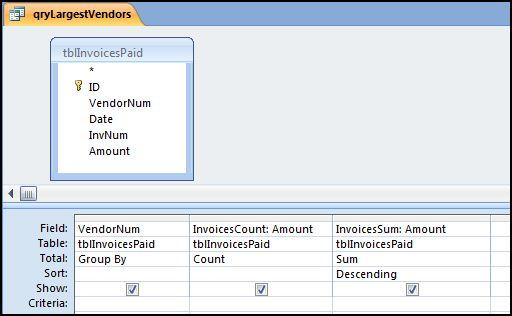 qryLargestVendors
tblInvoicesPaid
*
ID
VendorNum
Date
InvNum
Amount
Field: VendorNum InvoicesCount: Amount InvoicesSum: Amount
Table: tblInvoicesPaid tblInvoicesPaid tblInvoicesPaid
Total: Group By Count Sum
Sort: Descending
Show:
Criteria: